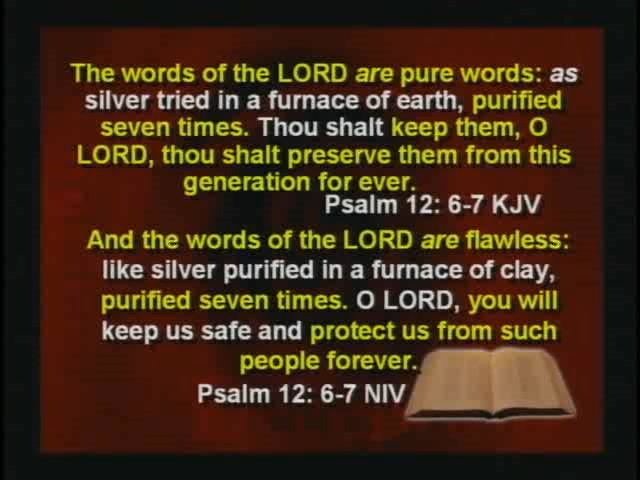 The words of the LORD are pure words: as
silver tried in a furnace of earth, purified
seven times. Thou shalt keep them, O
LORD, thou shalt preserve them from this
generation for ever.
Psalm 12: 6-7 KJV
And the words of the LORD are flawless:
like silver purified in a furnace of clay,
purified seven times. O LORD, you will
keep us safe and protect us from such
people forever.
Psalm 12: 6-7 NIV